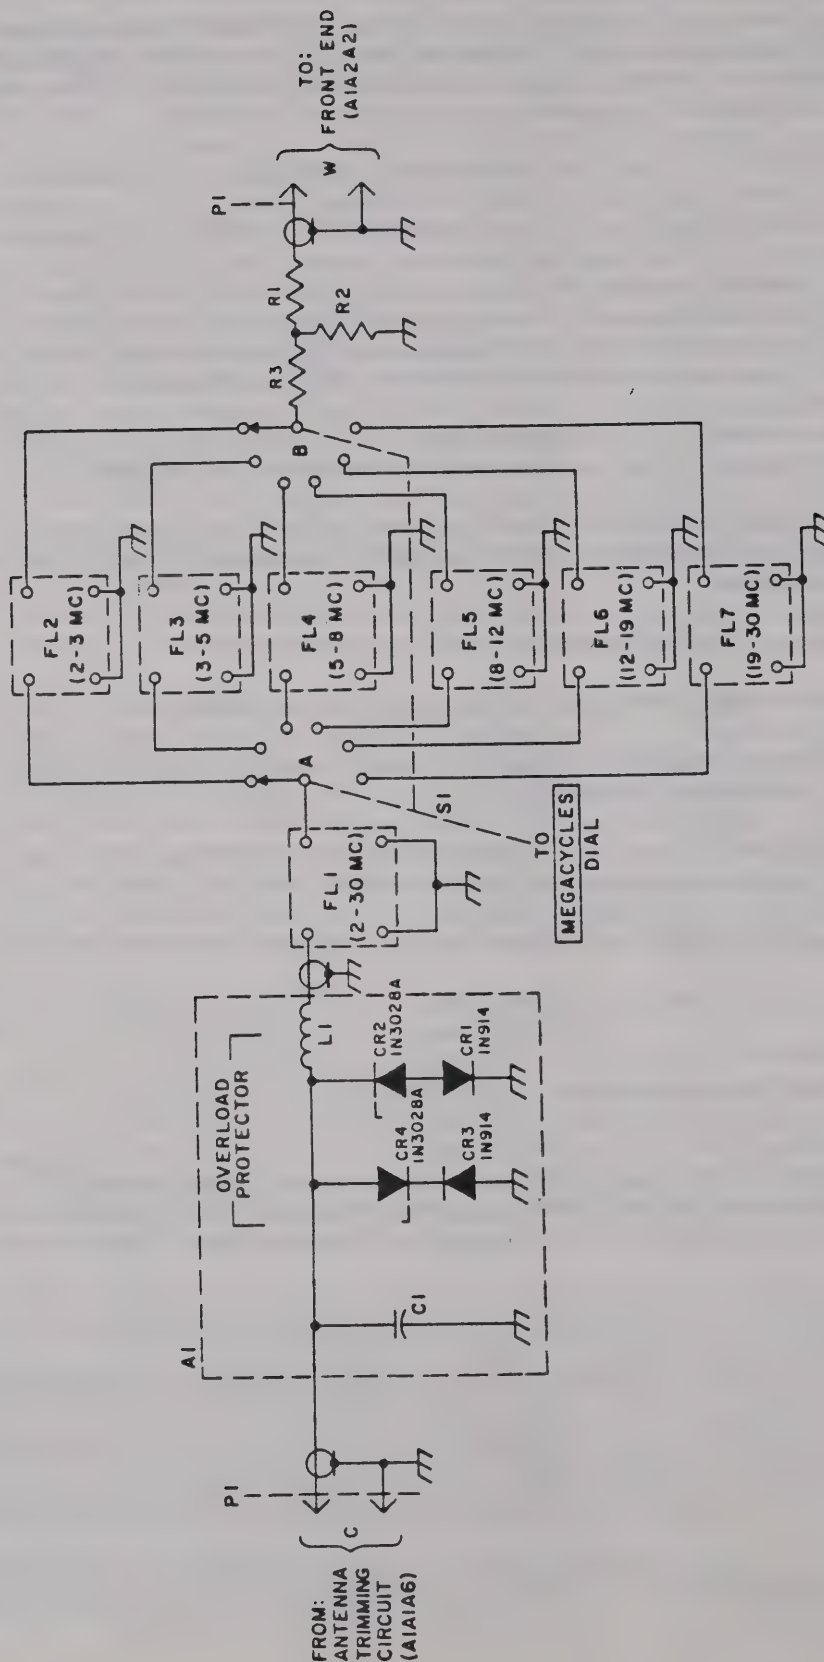 FROM:
ANTENNA
TRIMMING
CIRCUIT
(A1A1A6)
C
P1
A1
C1
OVERLOAD
PROTECTOR
CR4
1N3028A
CR3
1N914
CR2
1N3028A
CR1
1N914
L1
FL1
(2-30 MC)
TO
MEGACYCLES
DIAL
S1
A
FL2
(2-3 MC)
FL3
(3-5 MC)
FL4
(5-8 MC)
FL5
(8-12 MC)
FL6
(12-19 MC)
FL7
(19-30 MC)
B
R3
R1
R2
P1
W
TO:
FRONT END
(A1A2A2)